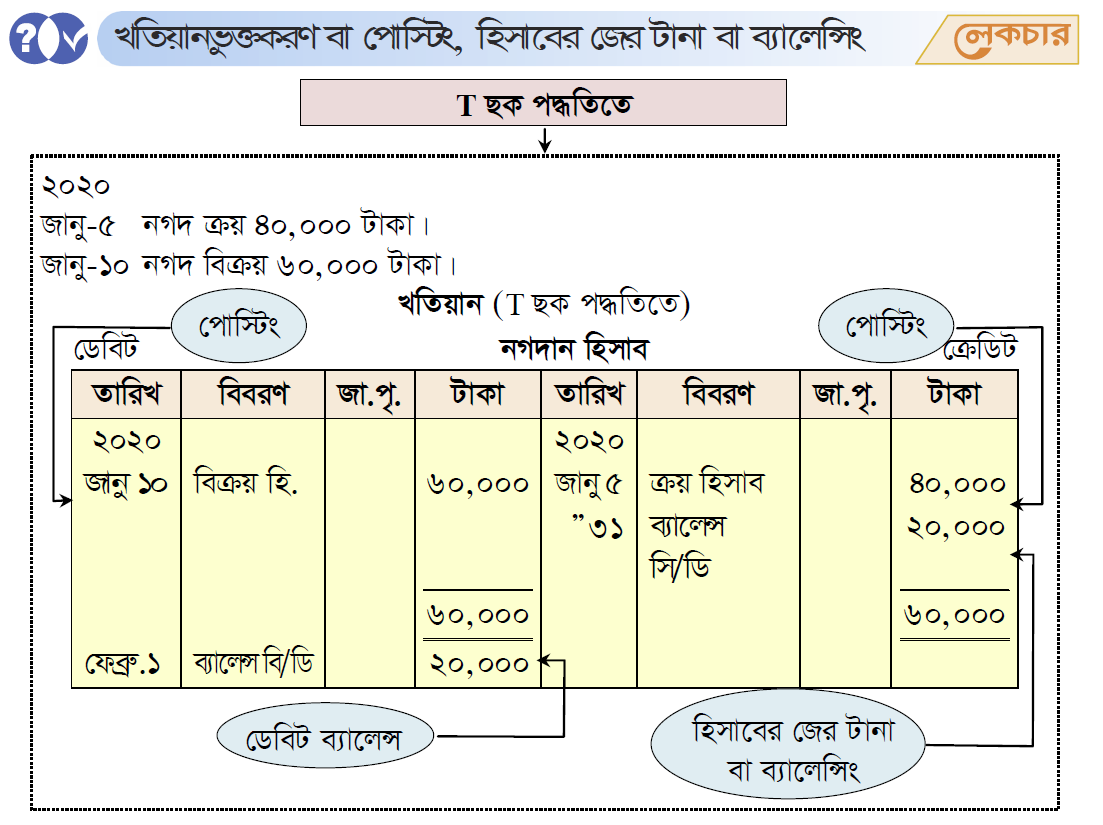 ?
খতিয়ানভুক্তকরণ বা পোস্টিং, হিসাবের জের টানা বা ব্যালেন্সিং
লেকচার
T ছক পদ্ধতিতে
২০২০
জানু-৫ নগদ ক্রয় ৪০,০০০ টাকা।
জানু-১০ নগদ বিক্রয় ৬০,০০০ টাকা।
খতিয়ান (T ছক পদ্ধতিতে)
পোস্টিং
পোস্টিং
ডেবিট নগদান হিসাব ক্রেডিট
তারিখ বিবরণ জা.পৃ. টাকা তারিখ বিবরণ জা.পৃ. টাকা
২০২০ ২০২০
জানু ১০ বিক্রয় হি. ৬০,০০০ জানু ৫ ক্রয় হিসাব ৪০,০০০
” ৩১ ব্যালেন্স ২০,০০০
সি/ডি
৬০,০০০ ৬০,০০০
ফেব্রু.১ ব্যালেন্স বি/ডি ২০,০০০
ডেবিট ব্যালেন্স
হিসাবের জের টানা
বা ব্যালেন্সিং